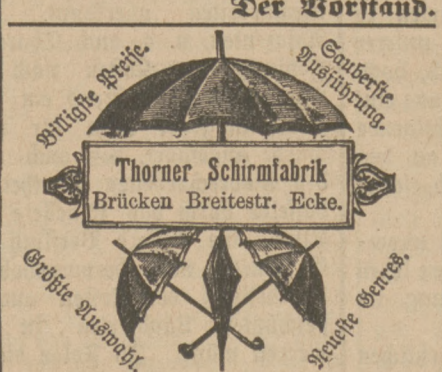 Der Vorstand.
Billigste Preise.
Sauberste
Ausführung.
Thorner Schirmfabrik
Brücken Breitestr. Ecke.
Größte Auswahl.
Neueste Genres.